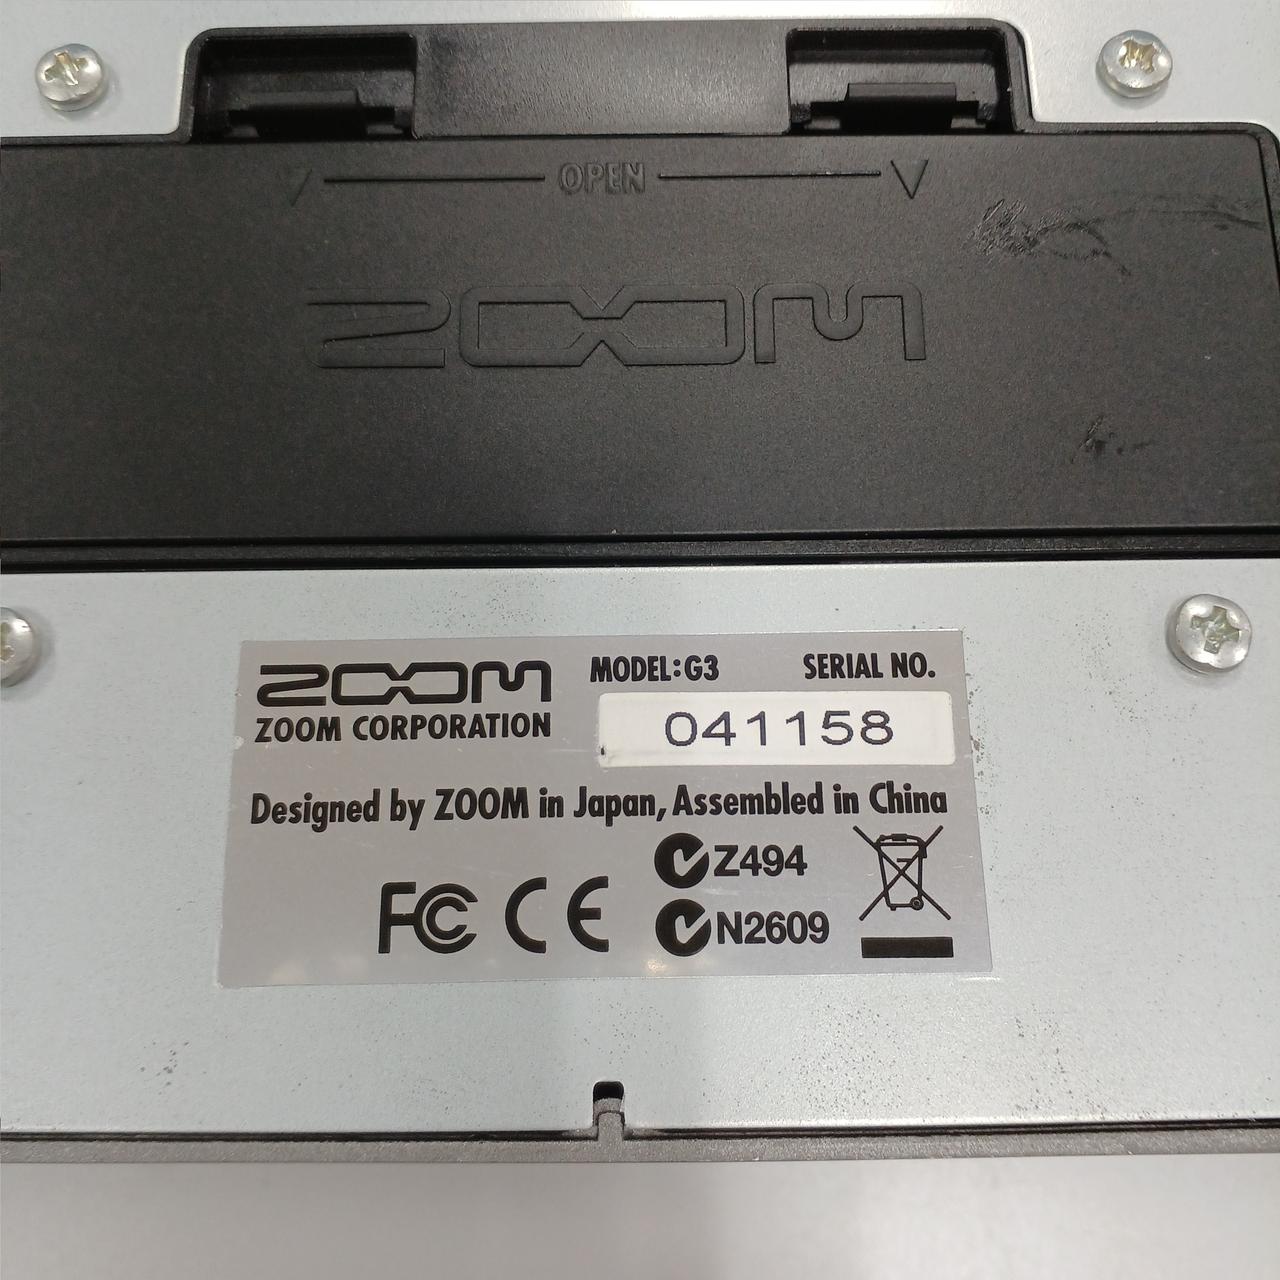 OPEN
ZOOM
ZOOM MODEL:G3 SERIAL NO.
ZOOM CORPORATION 041158
Designed by ZOOM in Japan, Assembled in China
Z494
FC CE N2609